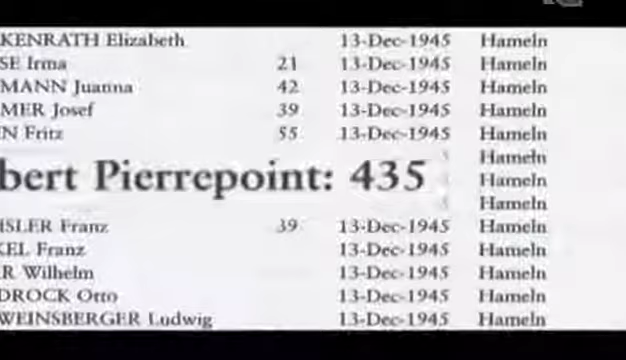 KENRATH Elizabeth 13-Dec-1945 Hameln
SE Irma 21 13-Dec-1945 Hameln
MANN Juanna 42 13-Dec-1945 Hameln
MER Josef 39 13-Dec-1945 Hameln
N Fritz 55 13-Dec-1945 Hameln
Hameln
bert Pierrepoint: 435 Hameln
Hameln
ISLER Franz 39 13-Dec-1945 Hameln
KEL Franz 13-Dec-1945 Hameln
R Wilhelm 13-Dec-1945 Hameln
DROCK Otto 13-Dec-1945 Hameln
WEINSBERGER Ludwig 13-Dec-1945 Hameln